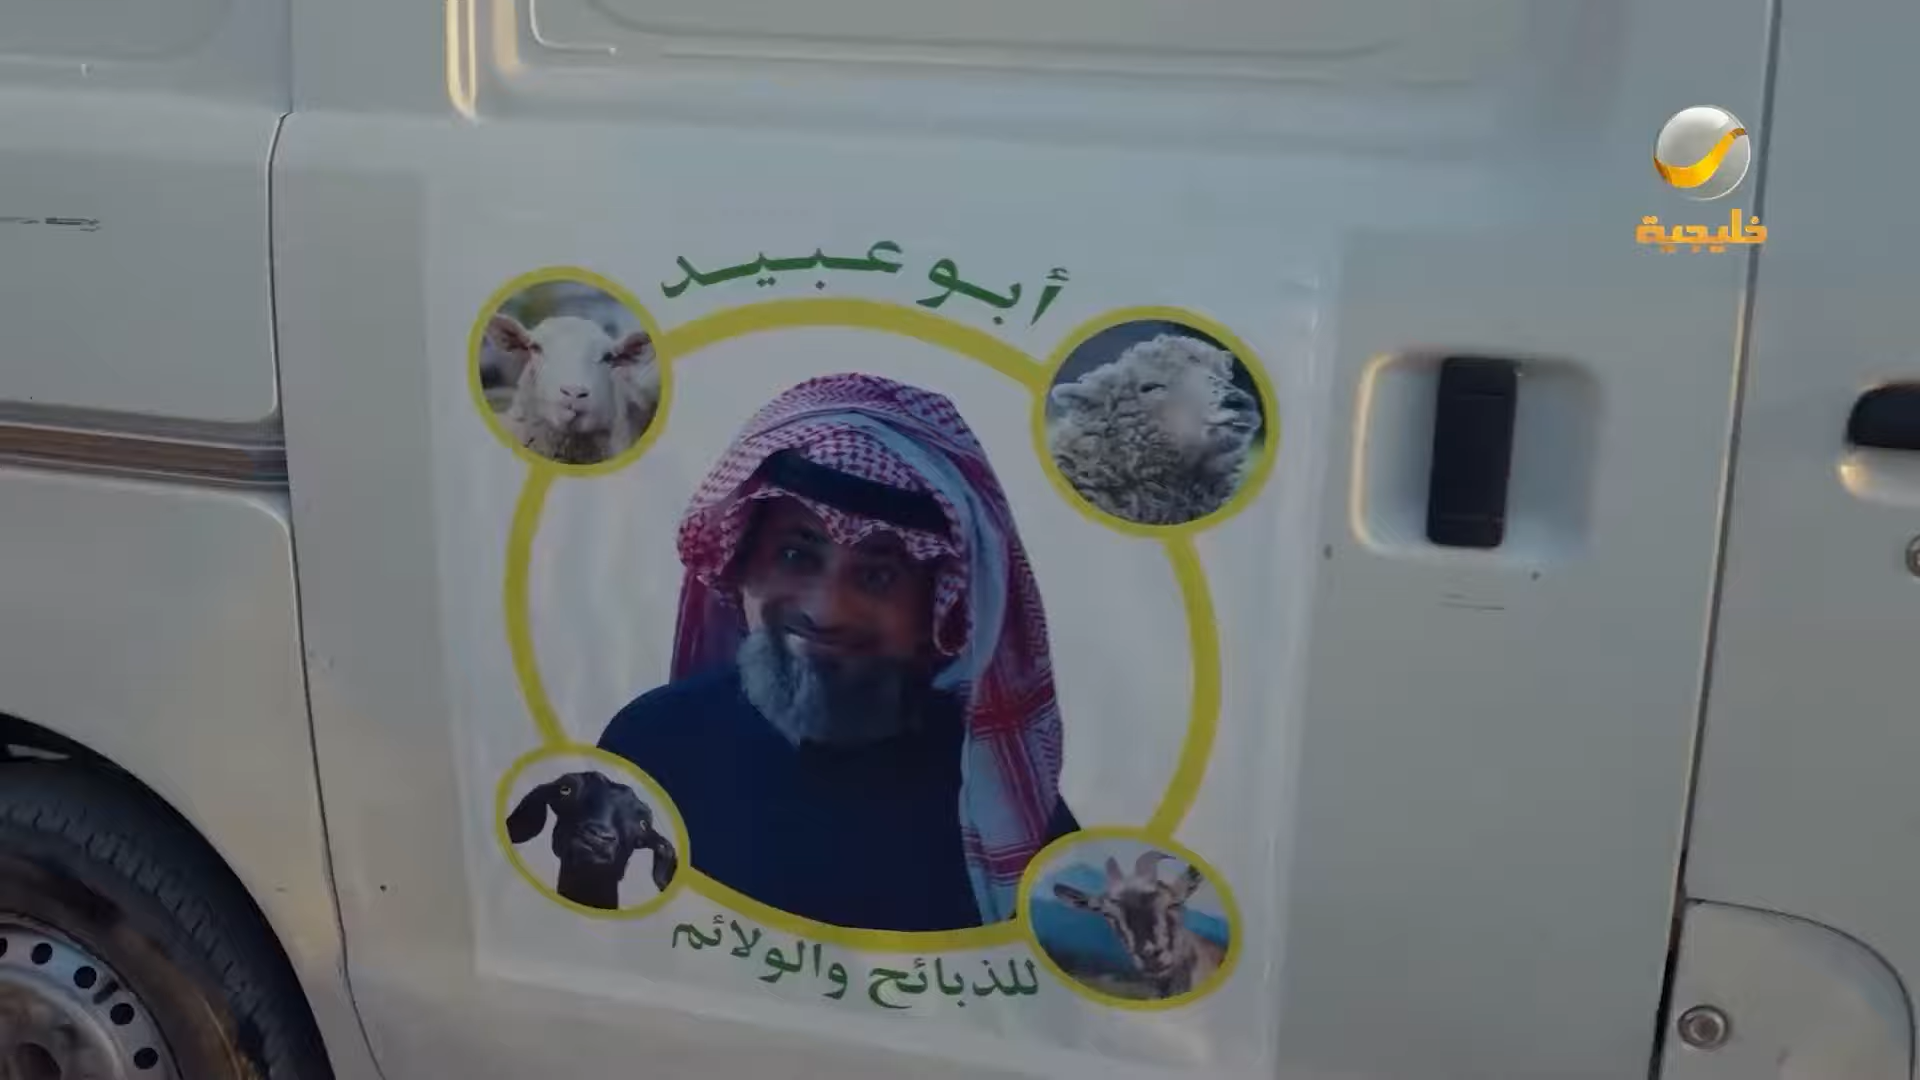 أبو عبيد
للذبائح والولائم
خليجية